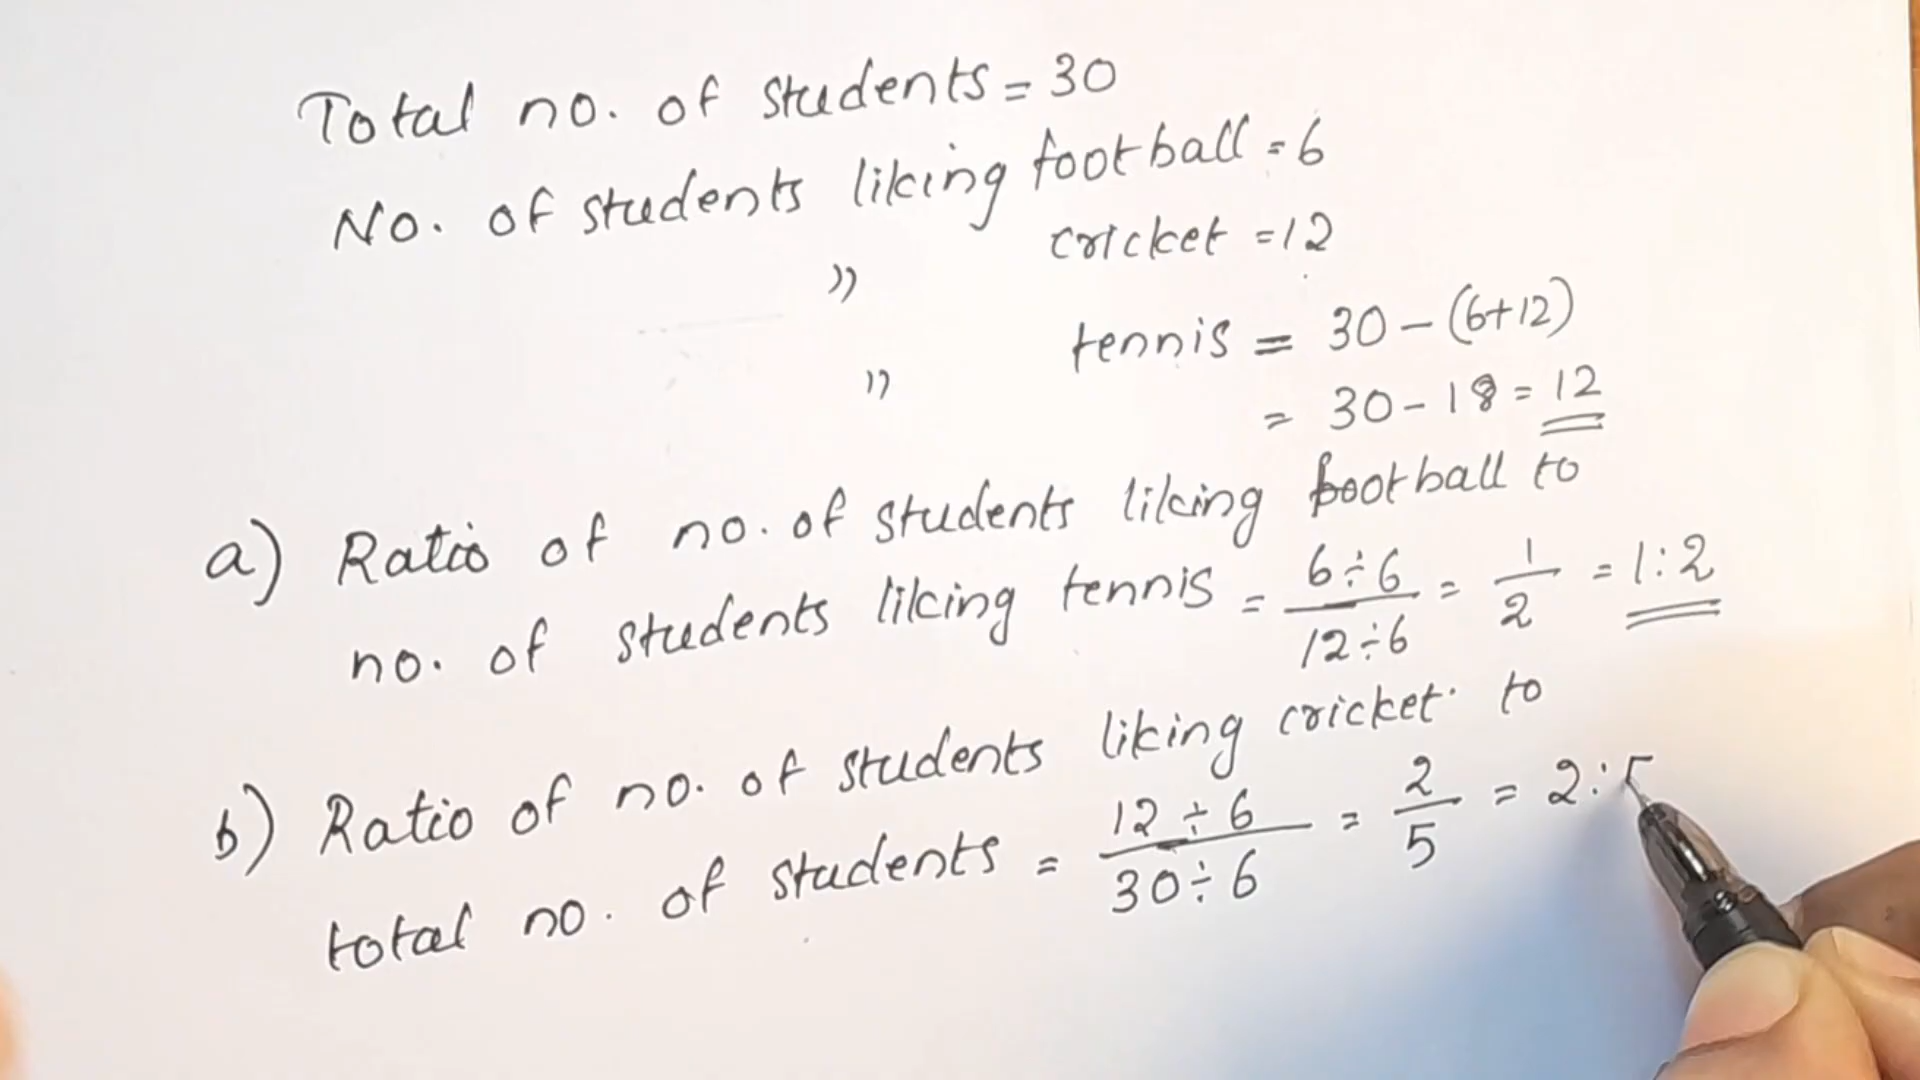 Total no. of students = 30
No. of students liking football = 6
" cricket = 12
" tennis = 30 - (6+12)
= 30 - 18 = 12
a) Ratio of no. of students liking football to
no. of students liking tennis = 6÷6 / 12÷6 = 1/2 = 1:2
b) Ratio of no. of students liking cricket to
total no. of students = 12÷6 / 30÷6 = 2/5 = 2:5